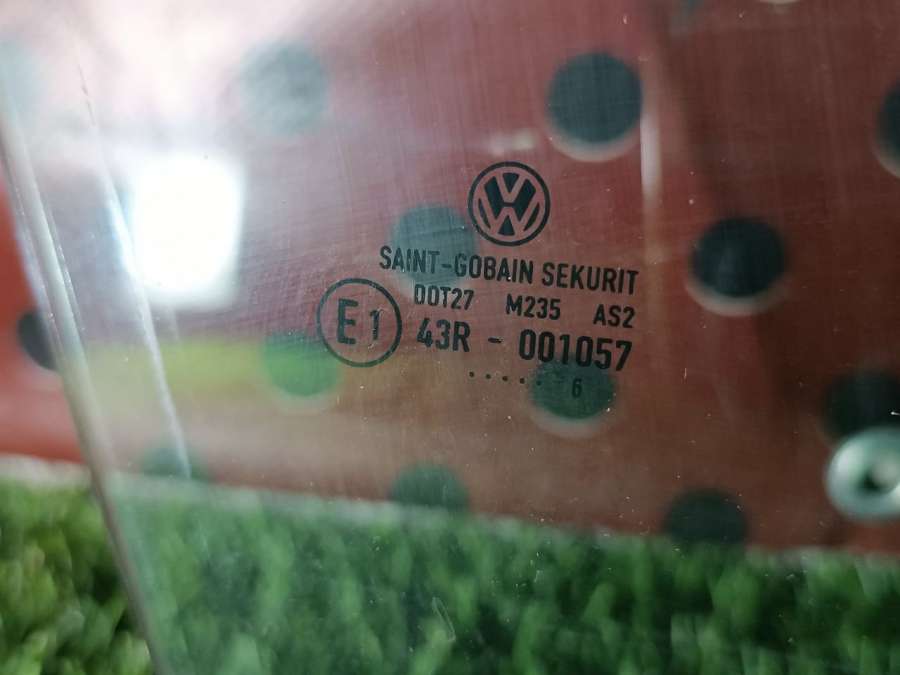 SAINT-GOBAIN SEKURIT
DOT27 M235 AS2
E1 43R - 001057
..... 6